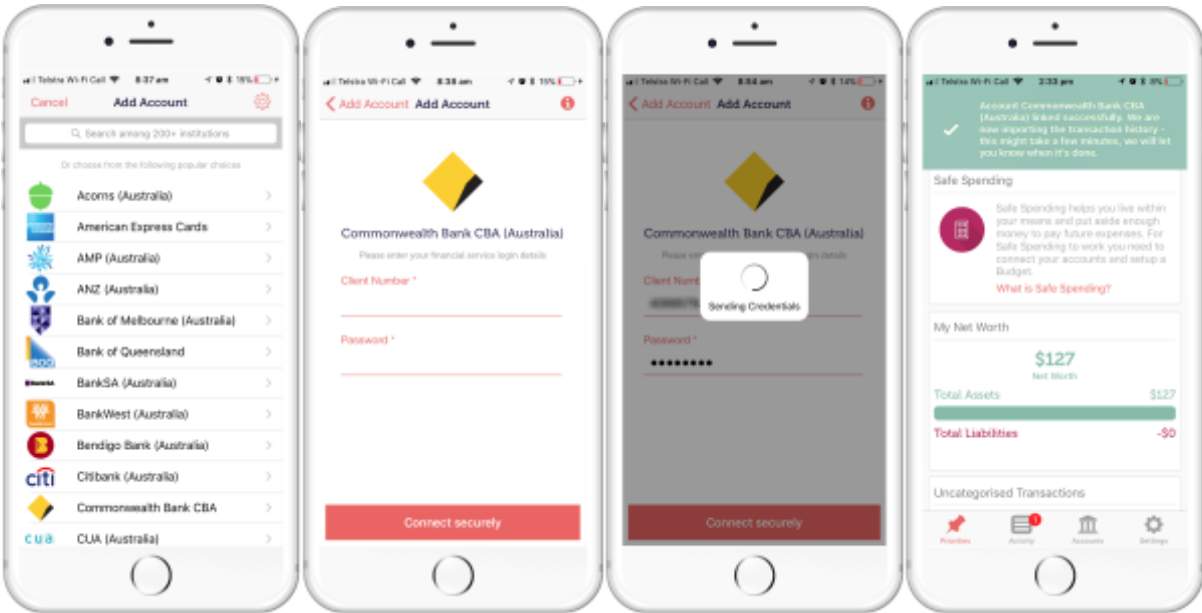 Telstra Wi-Fi Call 8:37 am 15%
Cancel Add Account
Search among 200+ institutions
Or choose from the following popular choices
Acorns (Australia)
American Express Cards
AMP (Australia)
ANZ (Australia)
Bank of Melbourne (Australia)
BOQ
Bank of Queensland
BankSA
BankSA (Australia)
BankWest (Australia)
Bendigo Bank (Australia)
citi
Citibank (Australia)
Commonwealth Bank CBA
CUA
CUA (Australia)
Telstra Wi-Fi Call 8:38 am 15%
Add Account Add Account
Commonwealth Bank CBA (Australia)
Please enter your financial service login details
Client Number *
Password *
Connect securely
Telstra Wi-Fi Call 8:54 am 14%
Add Account Add Account
Commonwealth Bank CBA (Australia)
Please login details
Client Numb
Sending Credentials
Password *
Connect securely
Telstra Wi-Fi Call 2:33 pm 8%
Account Commonwealth Bank CBA
(Australia) linked successfully. We are
now importing the transaction history -
this might take a few minutes, we will let
you know when it's done.
Safe Spending
Safe Spending helps you live within
your means and put aside enough
money to pay future expenses. For
Safe Spending to work you need to
connect your accounts and setup a
Budget.
What is Safe Spending?
My Net Worth
$127
Net Worth
Total Assets $127
Total Liabilities -$0
Uncategorised Transactions
1
Priorities Activity Accounts Settings